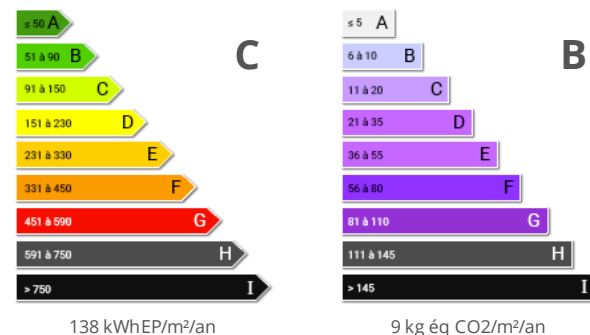 ≤ 50 A
51 à 90 B
91 à 150 C
151 à 230 D
231 à 330 E
331 à 450 F
451 à 590 G
591 à 750 H
> 750 I
C
138 kWhEP/m²/an
≤ 5 A
6 à 10 B
11 à 20 C
21 à 35 D
36 à 55 E
56 à 80 F
81 à 110 G
111 à 145 H
> 145 I
B
9 kg éq CO2/m²/an